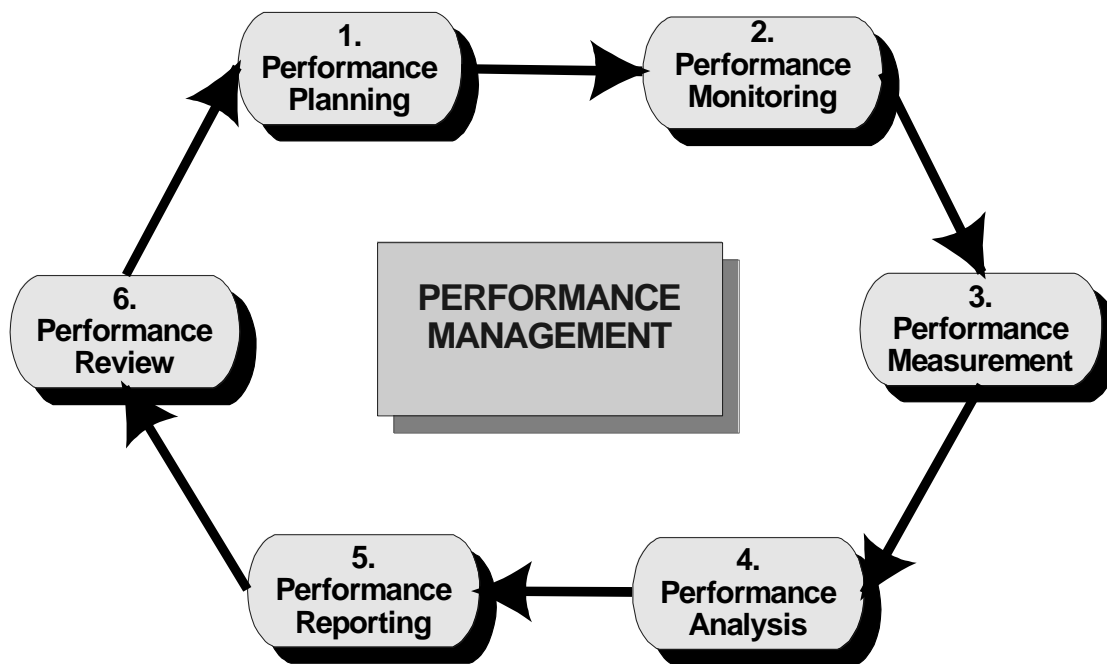 1.
Performance
Planning
2.
Performance
Monitoring
PERFORMANCE
MANAGEMENT
3.
Performance
Measurement
4.
Performance
Analysis
5.
Performance
Reporting
6.
Performance
Review